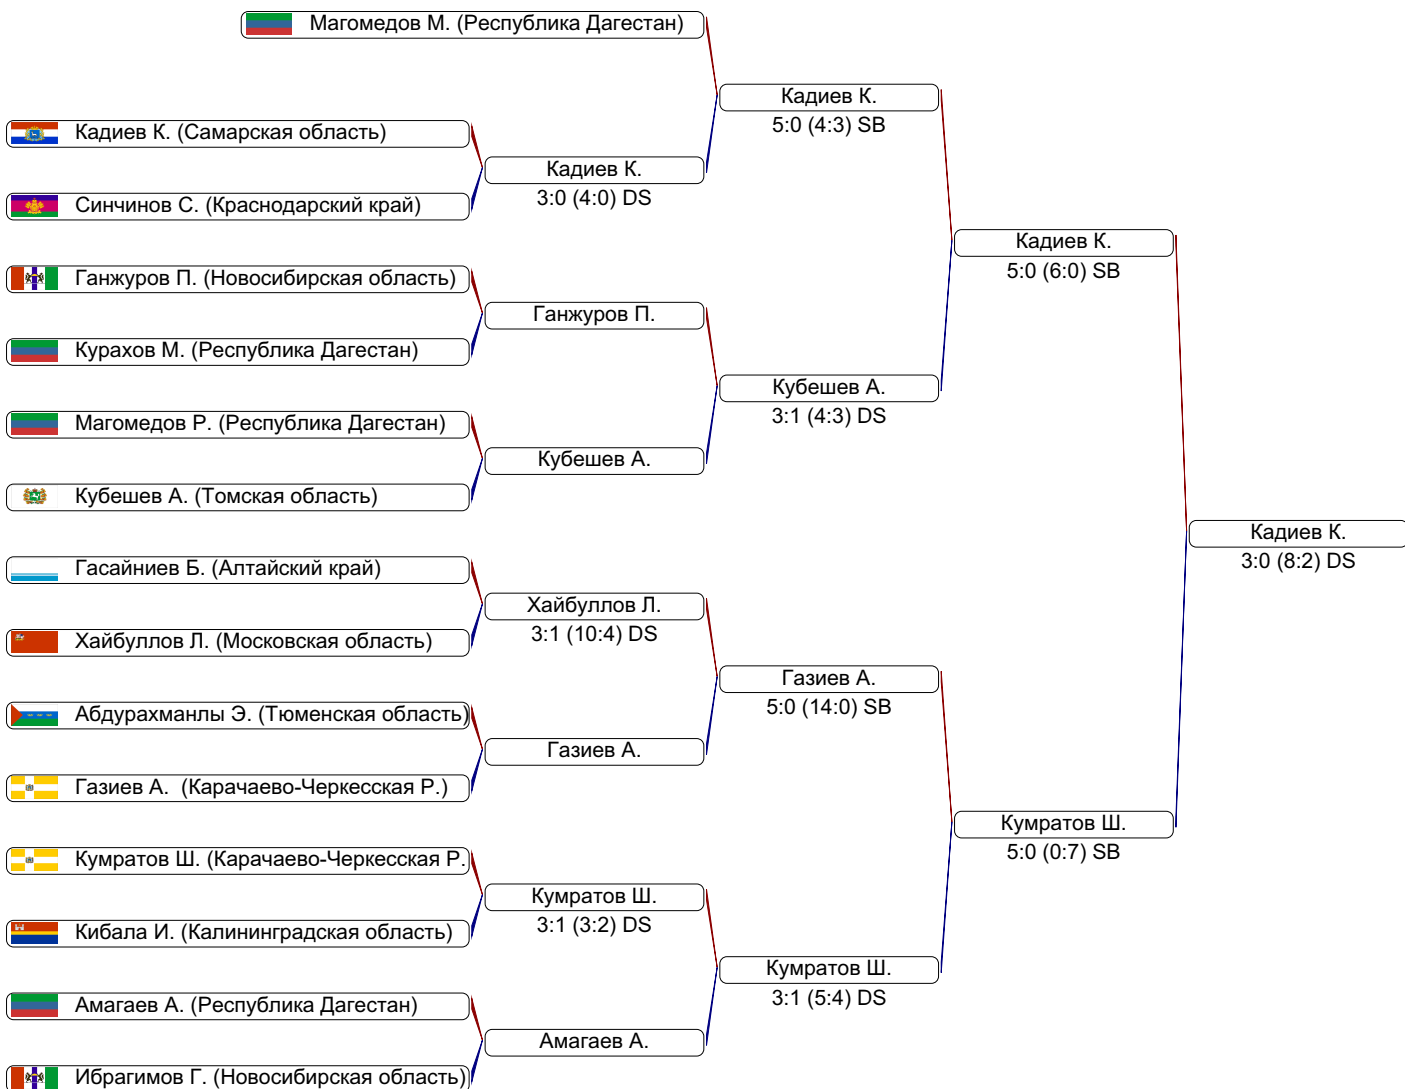 Магомедов М. (Республика Дагестан)
Кадиев К.
5:0 (4:3) SB
Кадиев К. (Самарская область)
Кадиев К.
3:0 (4:0) DS
Синчинов С. (Краснодарский край)
Кадиев К.
5:0 (6:0) SB
Ганжуров П. (Новосибирская область)
Ганжуров П.
Курахов М. (Республика Дагестан)
Кубешев А.
3:1 (4:3) DS
Магомедов Р. (Республика Дагестан)
Кубешев А.
Кубешев А. (Томская область)
Кадиев К.
3:0 (8:2) DS
Гасайниев Б. (Алтайский край)
Хайбуллов Л.
3:1 (10:4) DS
Хайбуллов Л. (Московская область)
Газиев А.
5:0 (14:0) SB
Абдурахманлы Э. (Тюменская область)
Газиев А.
Газиев А. (Карачаево-Черкесская Р.)
Кумратов Ш.
5:0 (0:7) SB
Кумратов Ш. (Карачаево-Черкесская Р.
Кумратов Ш.
3:1 (3:2) DS
Кибала И. (Калининградская область)
Кумратов Ш.
3:1 (5:4) DS
Амагаев А. (Республика Дагестан)
Амагаев А.
Ибрагимов Г. (Новосибирская область)